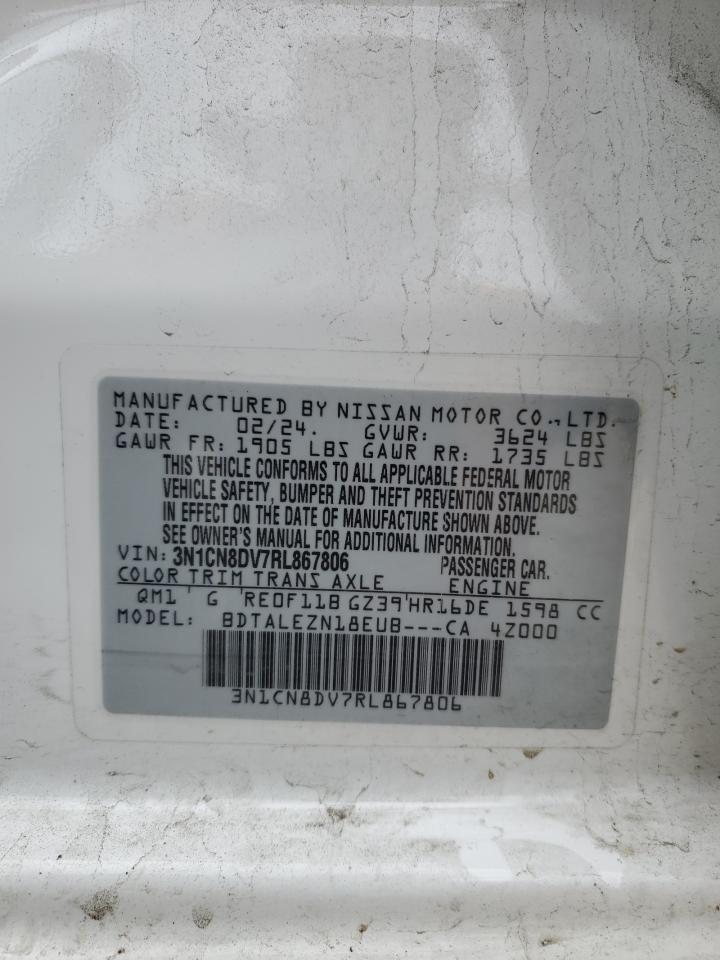 MANUFACTURED BY NISSAN MOTOR CO., LTD.
DATE: 02/24. GVWR: 3624 LBS
GAWR FR: 1905 LBS GAWR RR: 1735 LBS
THIS VEHICLE CONFORMS TO ALL APPLICABLE FEDERAL MOTOR
VEHICLE SAFETY, BUMPER AND THEFT PREVENTION STANDARDS
IN EFFECT ON THE DATE OF MANUFACTURE SHOWN ABOVE.
SEE OWNER'S MANUAL FOR ADDITIONAL INFORMATION.
VIN: 3N1CN8DV7RL867806 PASSENGER CAR.
COLOR TRIM TRANS AXLE ENGINE
QM1 G RE0F11B GZ39 HR16DE 1598 CC
MODEL: BDTALEZN18EUB---CA 4Z000
3N1CN8DV7RL867806